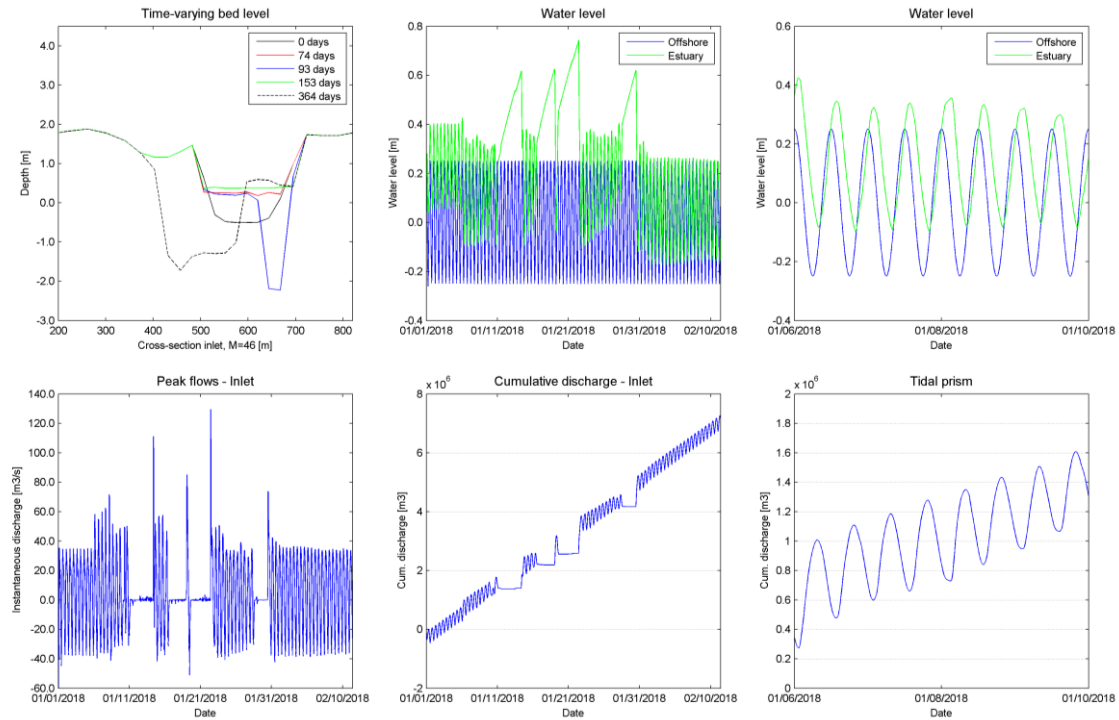 Time-varying bed level
4.0
3.0
2.0
1.0
0.0
-1.0
-2.0
-3.0
Depth [m]
0 days
74 days
93 days
153 days
364 days
200 300 400 500 600 700 800
Cross-section inlet, M=46 [m]
Water level
0.8
0.6
0.4
0.2
0.0
-0.2
-0.4
Water level [m]
Offshore
Estuary
01/01/2018 01/11/2018 01/21/2018 01/31/2018 02/10/2018
Date
Water level
0.6
0.4
0.2
0.0
-0.2
-0.4
Water level [m]
Offshore
Estuary
01/06/2018 01/08/2018 01/10/2018
Date
Peak flows - Inlet
140.0
120.0
100.0
80.0
60.0
40.0
20.0
0.0
-20.0
-40.0
-60.0
Instantaneous discharge [m3/s]
01/01/2018 01/11/2018 01/21/2018 01/31/2018 02/10/2018
Date
Cumulative discharge - Inlet
x 10^6
8
6
4
2
0
-2
Cum. discharge [m3]
01/01/2018 01/11/2018 01/21/2018 01/31/2018 02/10/2018
Date
Tidal prism
x 10^6
2
1.8
1.6
1.4
1.2
1
0.8
0.6
0.4
0.2
0
Cum. discharge [m3]
01/06/2018 01/08/2018 01/10/2018
Date